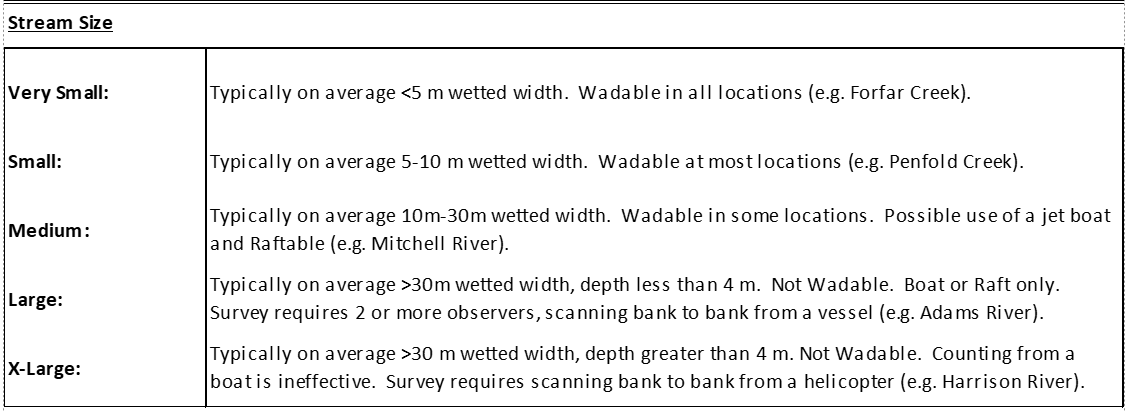 Stream Size
Very Small:
Typically on average <5 m wetted width. Wadable in all locations (e.g. Forfar Creek).
Small:
Typically on average 5-10 m wetted width. Wadable at most locations (e.g. Penfold Creek).
Medium:
Typically on average 10m-30m wetted width. Wadable in some locations. Possible use of a jet boat
and Raftable (e.g. Mitchell River).
Large:
Typically on average >30m wetted width, depth less than 4 m. Not Wadable. Boat or Raft only.
Survey requires 2 or more observers, scanning bank to bank from a vessel (e.g. Adams River).
X-Large:
Typically on average >30 m wetted width, depth greater than 4 m. Not Wadable. Counting from a
boat is ineffective. Survey requires scanning bank to bank from a helicopter (e.g. Harrison River).